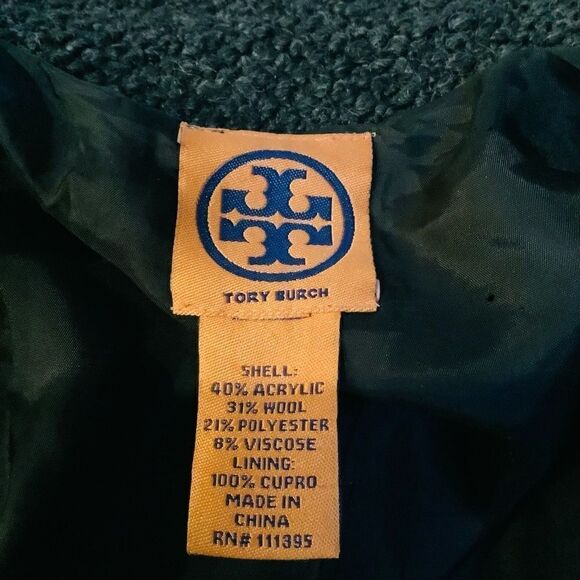 TORY BURCH
SHELL:
40% ACRYLIC
31% WOOL
21% POLYESTER
8% VISCOSE
LINING:
100% CUPRO
MADE IN
CHINA
RN# 111395